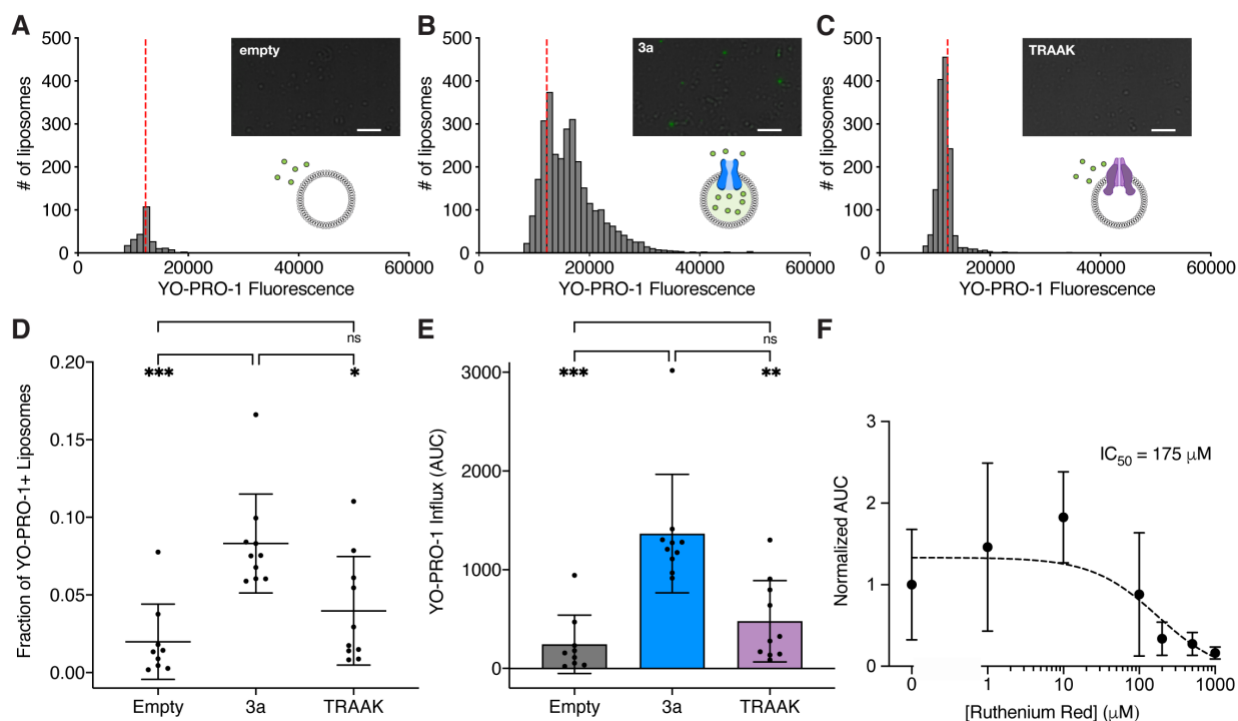 A
B
C
empty
3a
TRAAK
500
400
300
200
100
0
# of liposomes
0
20000
40000
60000
YO-PRO-1 Fluorescence
500
400
300
200
100
0
# of liposomes
0
20000
40000
60000
YO-PRO-1 Fluorescence
500
400
300
200
100
0
# of liposomes
0
20000
40000
60000
YO-PRO-1 Fluorescence
D
ns
*** *
0.20
0.15
0.10
0.05
0.00
Fraction of YO-PRO-1+ Liposomes
Empty
3a
TRAAK
E
ns
*** **
3000
2000
1000
0
YO-PRO-1 Influx (AUC)
Empty
3a
TRAAK
F
IC50 = 175 μM
3
2
1
0
Normalized AUC
0
1
10
100
1000
[Ruthenium Red] (μM)